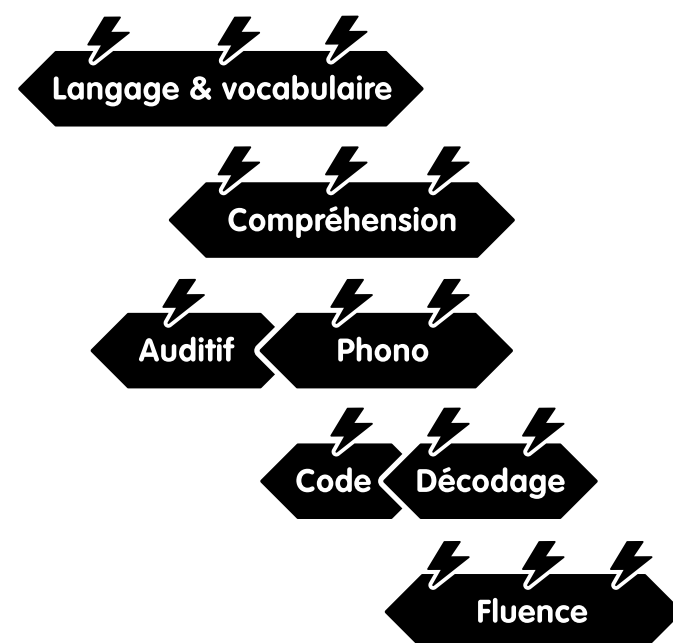 Langage & vocabulaire
Compréhension
Auditif
Phono
Code
Décodage
Fluence